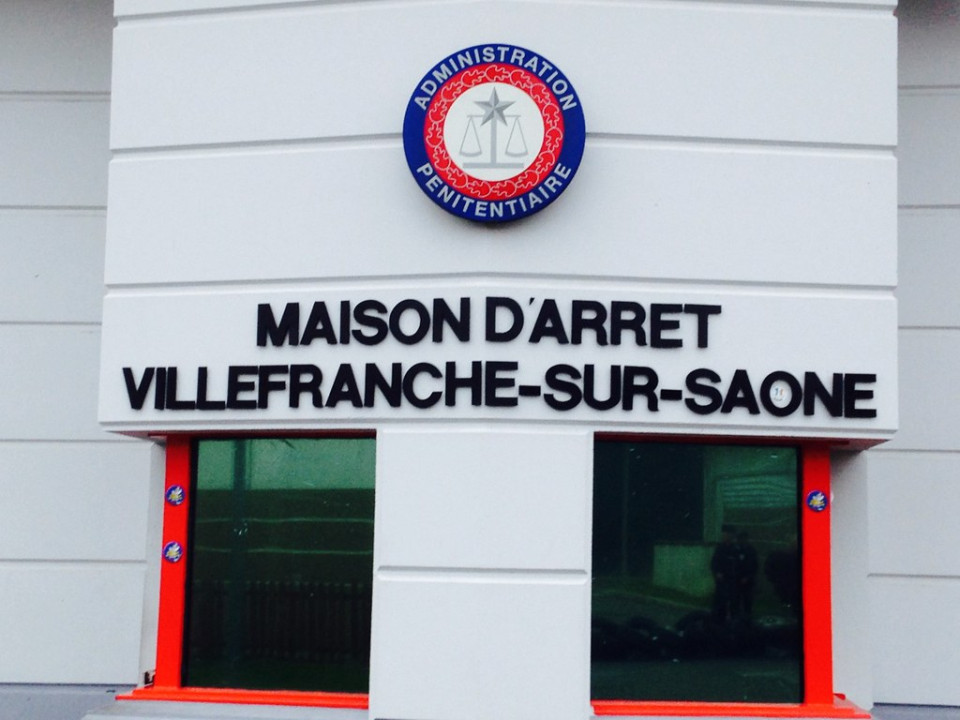 ADMINISTRATION
PENITENTIAIRE
MAISON D'ARRET
VILLEFRANCHE-SUR-SAONE